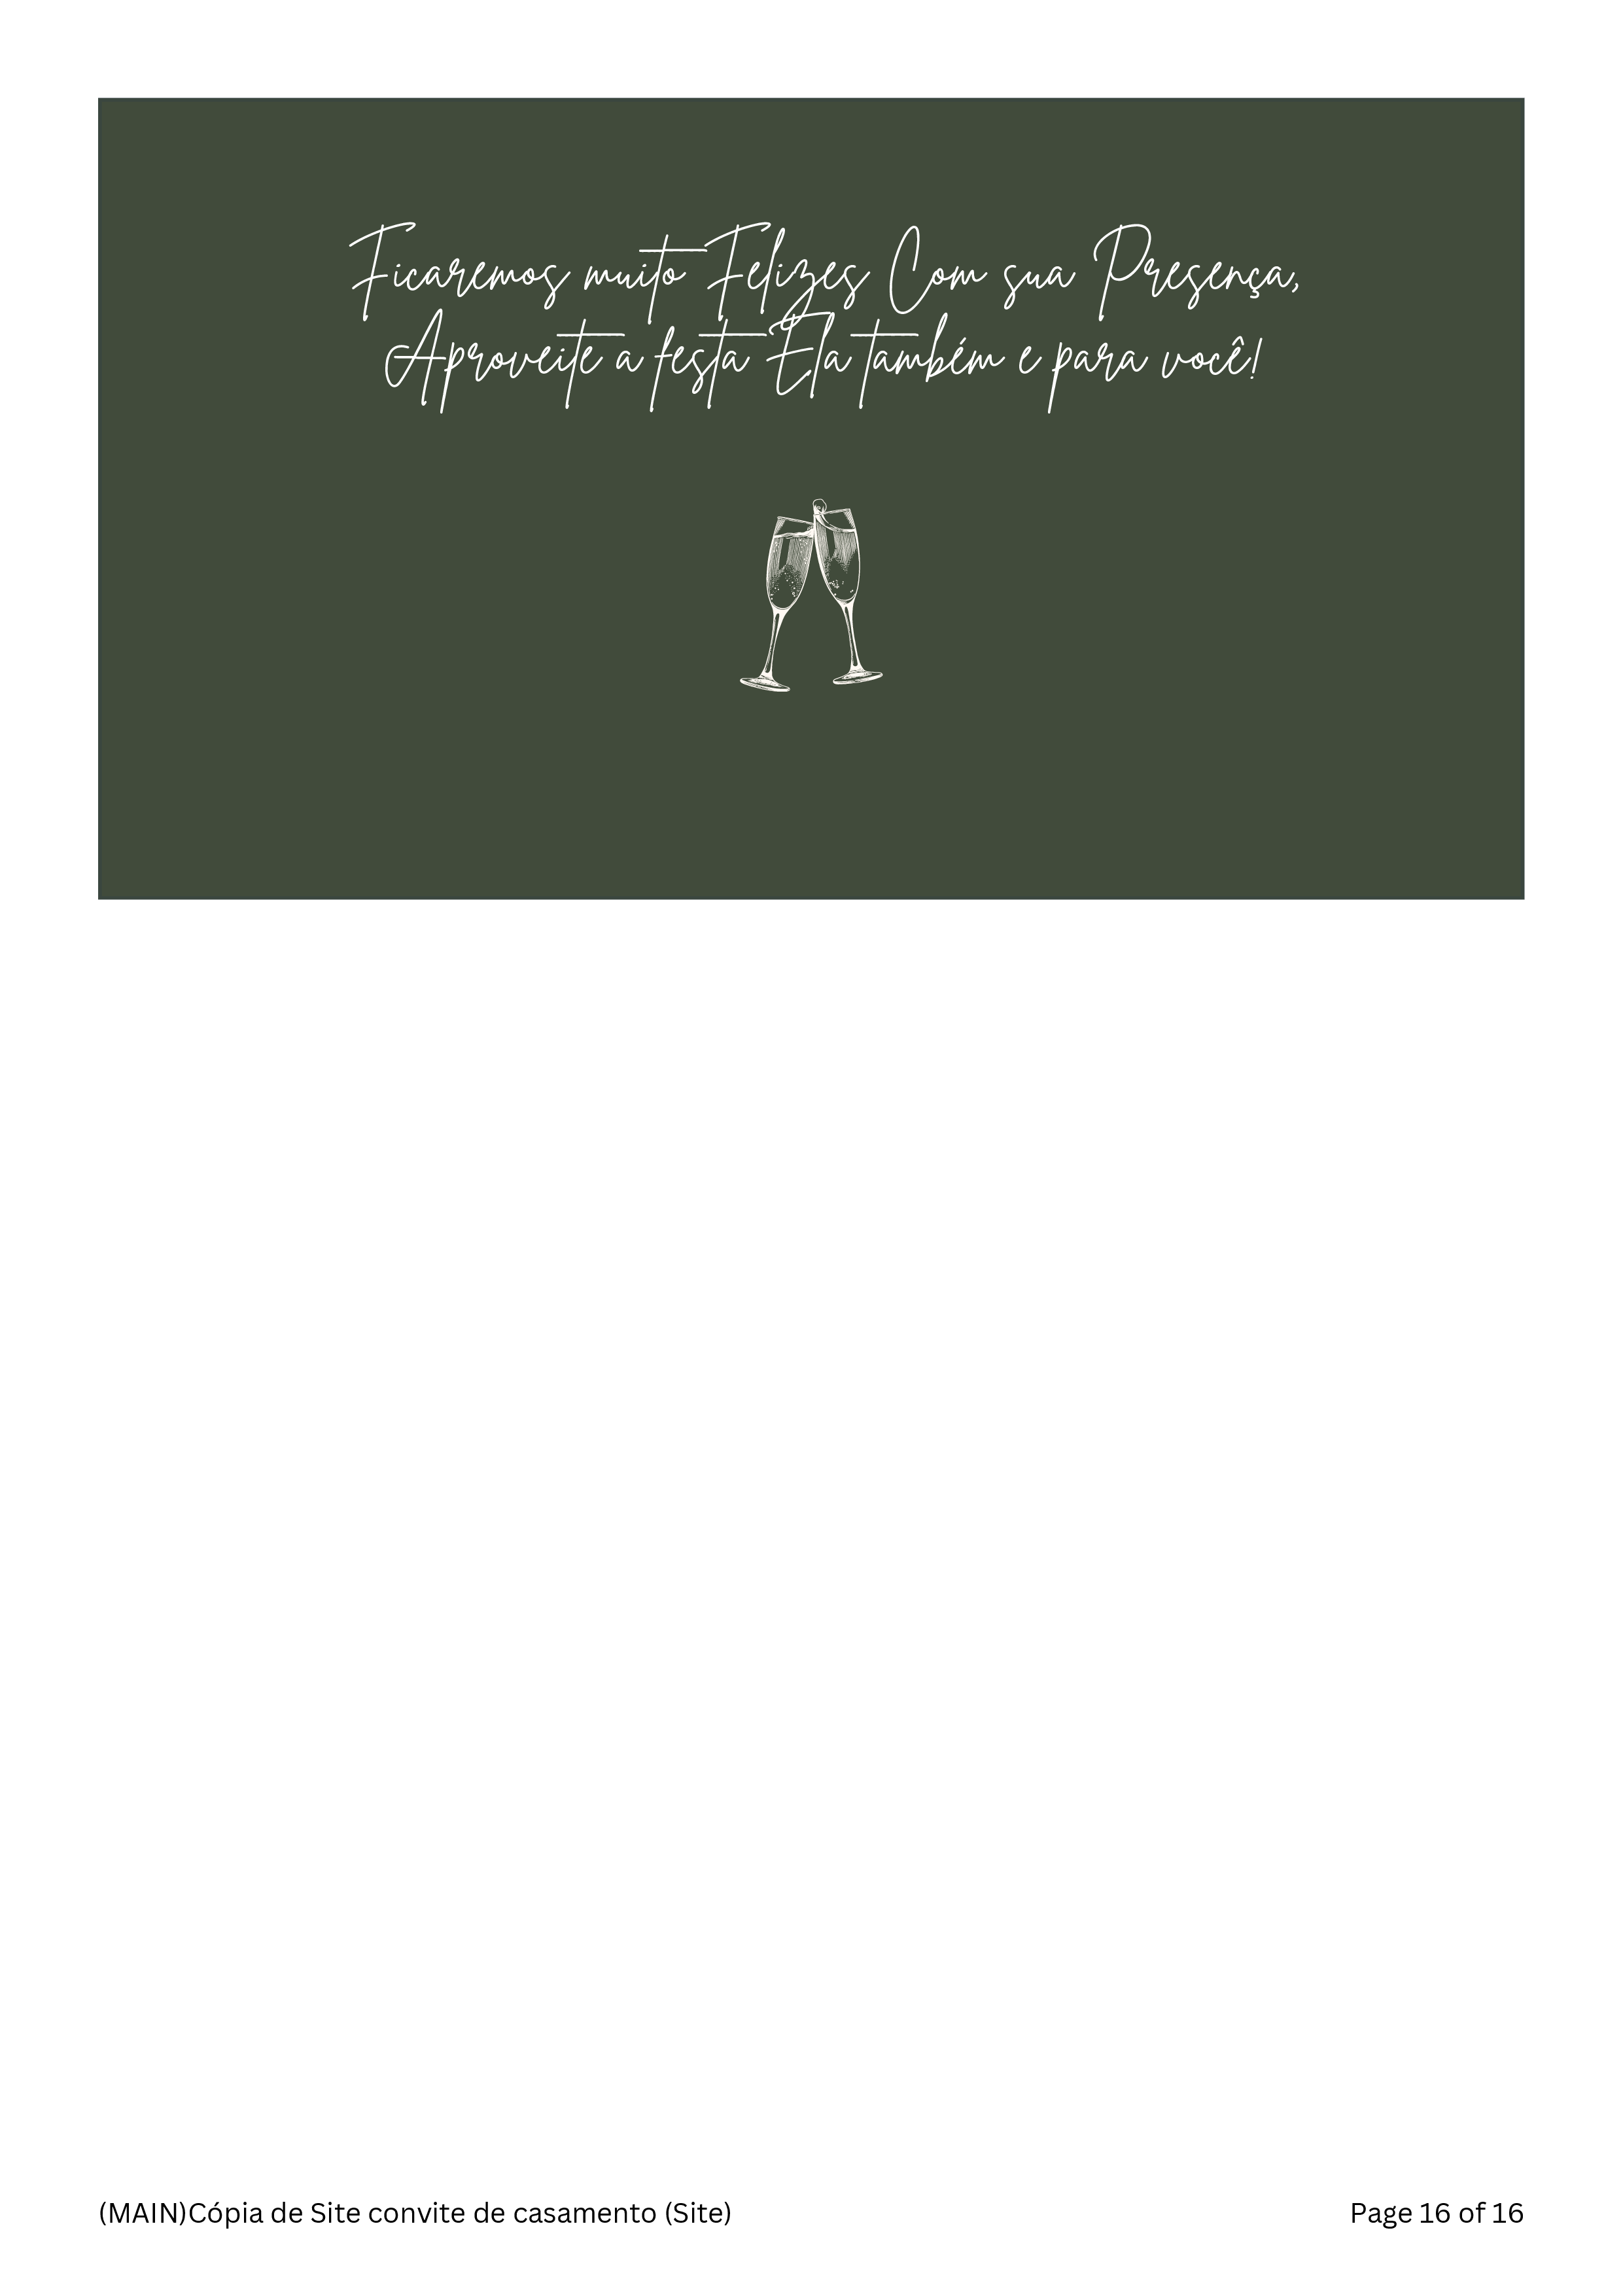 Ficaremos muito Felizes Com sua Presença,
Aproveite a festa Ela também e para você!
(MAIN)Cópia de Site convite de casamento (Site)
Page 16 of 16